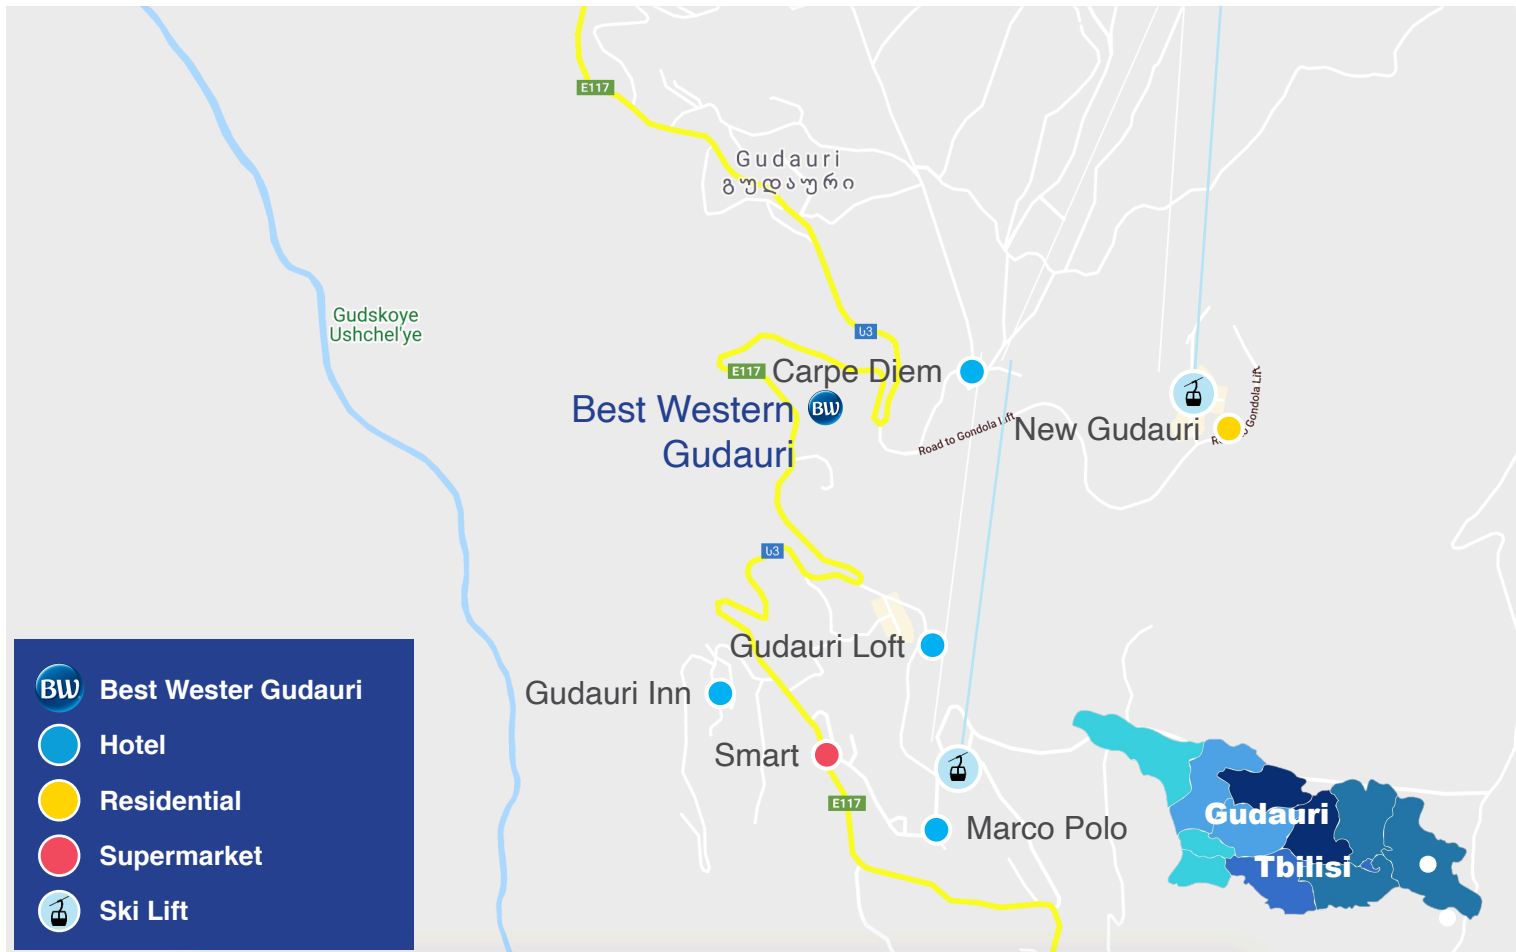 E117
Gudauri
გუდაური
Gudskoye
Ushchel'ye
ს3
E117
Carpe Diem
Best Western
Gudauri
BW
Road to Gondola Lift
New Gudauri
Road to Gondola Lift
ს3
Gudauri Loft
Gudauri Inn
Smart
E117
Marco Polo
BW
Best Wester Gudauri
Hotel
Residential
Supermarket
Ski Lift
Gudauri
Tbilisi